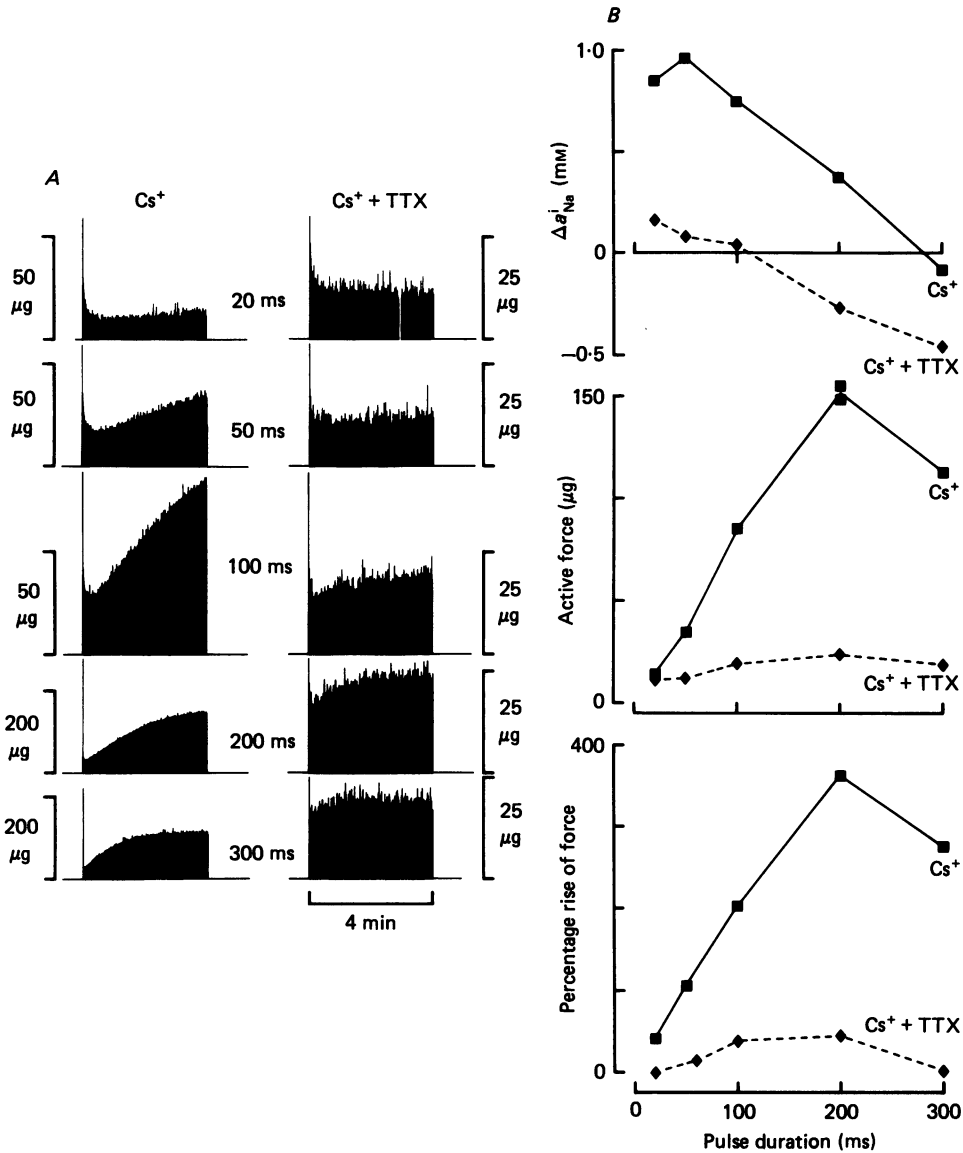 A
Cs⁺
Cs⁺ + TTX
50 µg
20 ms
25 µg
50 µg
50 ms
25 µg
50 µg
100 ms
25 µg
200 µg
200 ms
25 µg
200 µg
300 ms
25 µg
4 min
B
1·0
0
−0·5
Δaⁱ_Na (mM)
Cs⁺
Cs⁺ + TTX
150
0
Active force (µg)
Cs⁺
Cs⁺ + TTX
400
0
Percentage rise of force
Cs⁺
Cs⁺ + TTX
0 100 200 300
Pulse duration (ms)